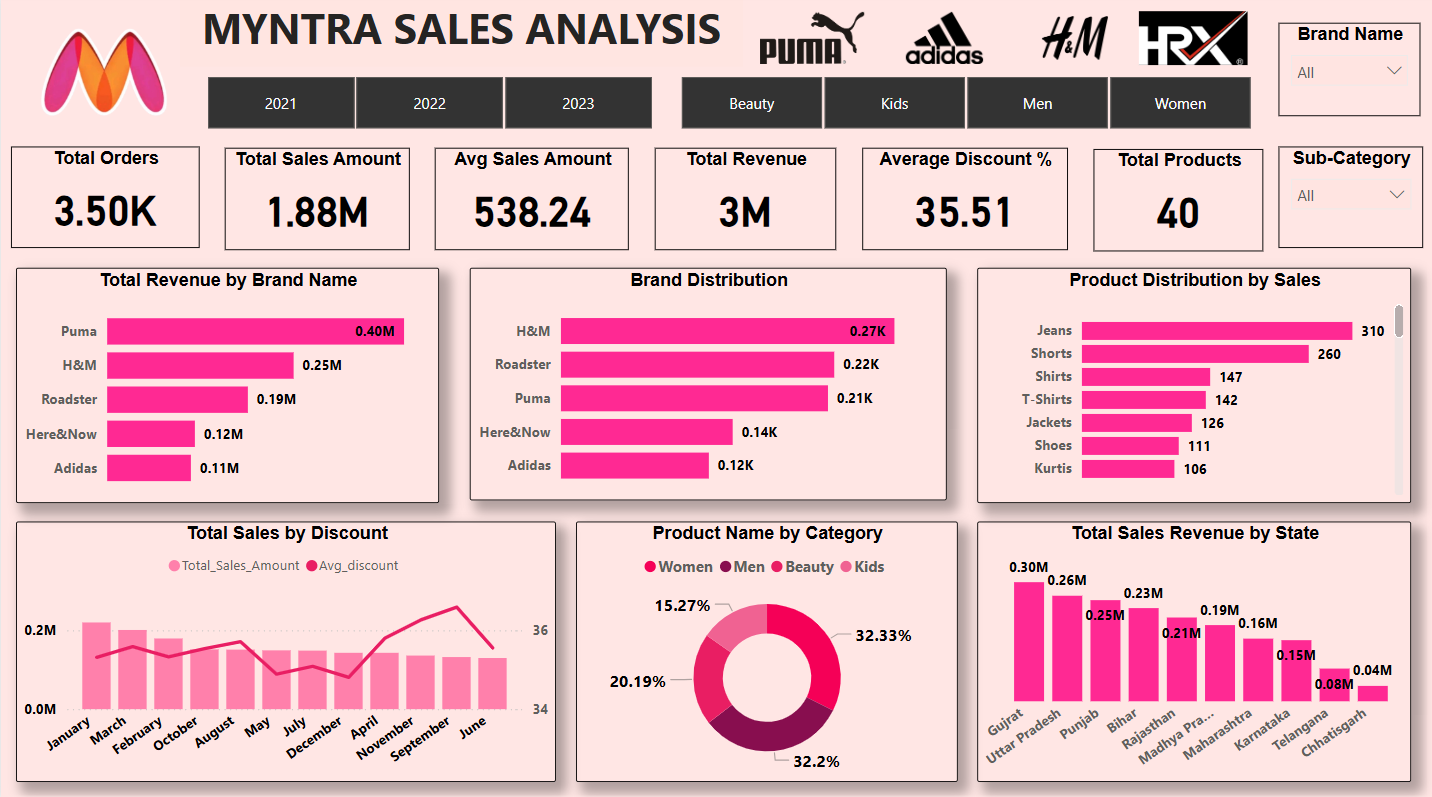 MYNTRA SALES ANALYSIS
PUMA
adidas
H&M
HRX
Brand Name
All
2021 2022 2023
Beauty Kids Men Women
Total Orders
3.50K
Total Sales Amount
1.88M
Avg Sales Amount
538.24
Total Revenue
3M
Average Discount %
35.51
Total Products
40
Sub-Category
All
Total Revenue by Brand Name
Puma 0.40M
H&M 0.25M
Roadster 0.19M
Here&Now 0.12M
Adidas 0.11M
Brand Distribution
H&M 0.27K
Roadster 0.22K
Puma 0.21K
Here&Now 0.14K
Adidas 0.12K
Product Distribution by Sales
Jeans 310
Shorts 260
Shirts 147
T-Shirts 142
Jackets 126
Shoes 111
Kurtis 106
Total Sales by Discount
Total_Sales_Amount Avg_discount
0.2M 36
0.0M 34
January March February October August May July December April November September June
Product Name by Category
Women Men Beauty Kids
15.27%
32.33%
20.19%
32.2%
Total Sales Revenue by State
0.30M 0.26M 0.25M 0.23M 0.21M 0.19M 0.16M 0.15M 0.08M 0.04M
Gujrat Uttar Pradesh Punjab Bihar Rajasthan Madhya Pra... Maharashtra Karnataka Telangana Chhatisgarh